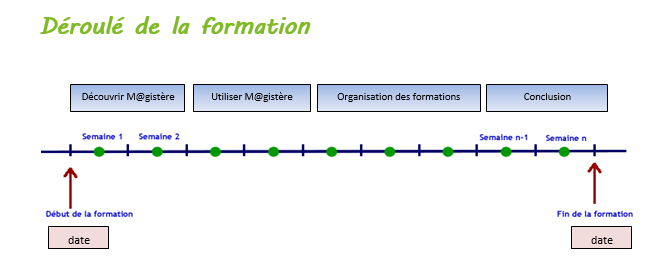 Déroulé de la formation
Découvrir M@gistère
Utiliser M@gistère
Organisation des formations
Conclusion
Semaine 1
Semaine 2
Semaine n-1
Semaine n
Début de la formation
Fin de la formation
date
date